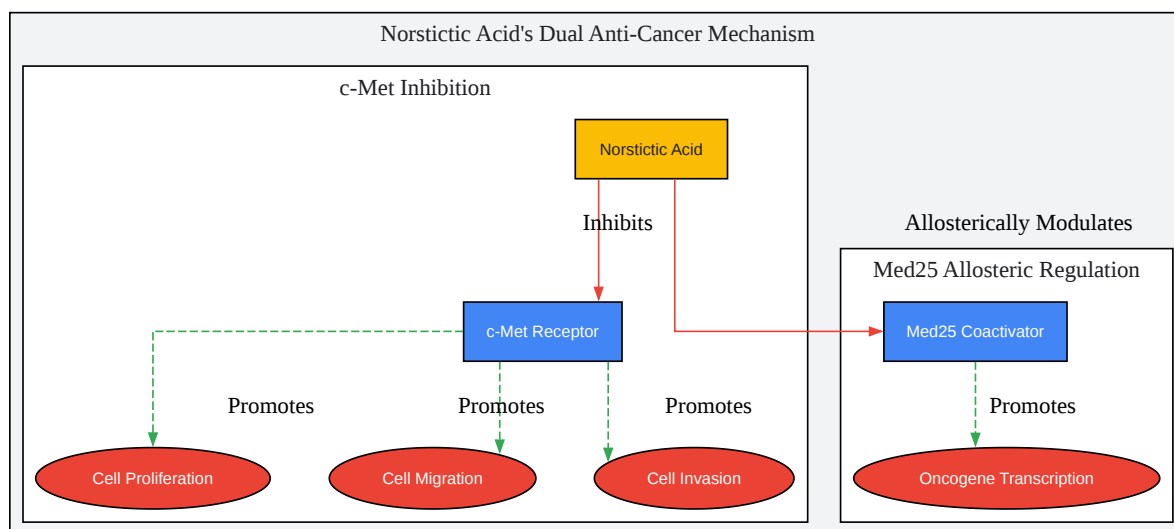 Norstictic Acid's Dual Anti-Cancer Mechanism
c-Met Inhibition
Norstictic Acid
Inhibits
Allosterically Modulates
Med25 Allosteric Regulation
c-Met Receptor
Med25 Coactivator
Promotes
Promotes
Promotes
Promotes
Cell Proliferation
Cell Migration
Cell Invasion
Oncogene Transcription